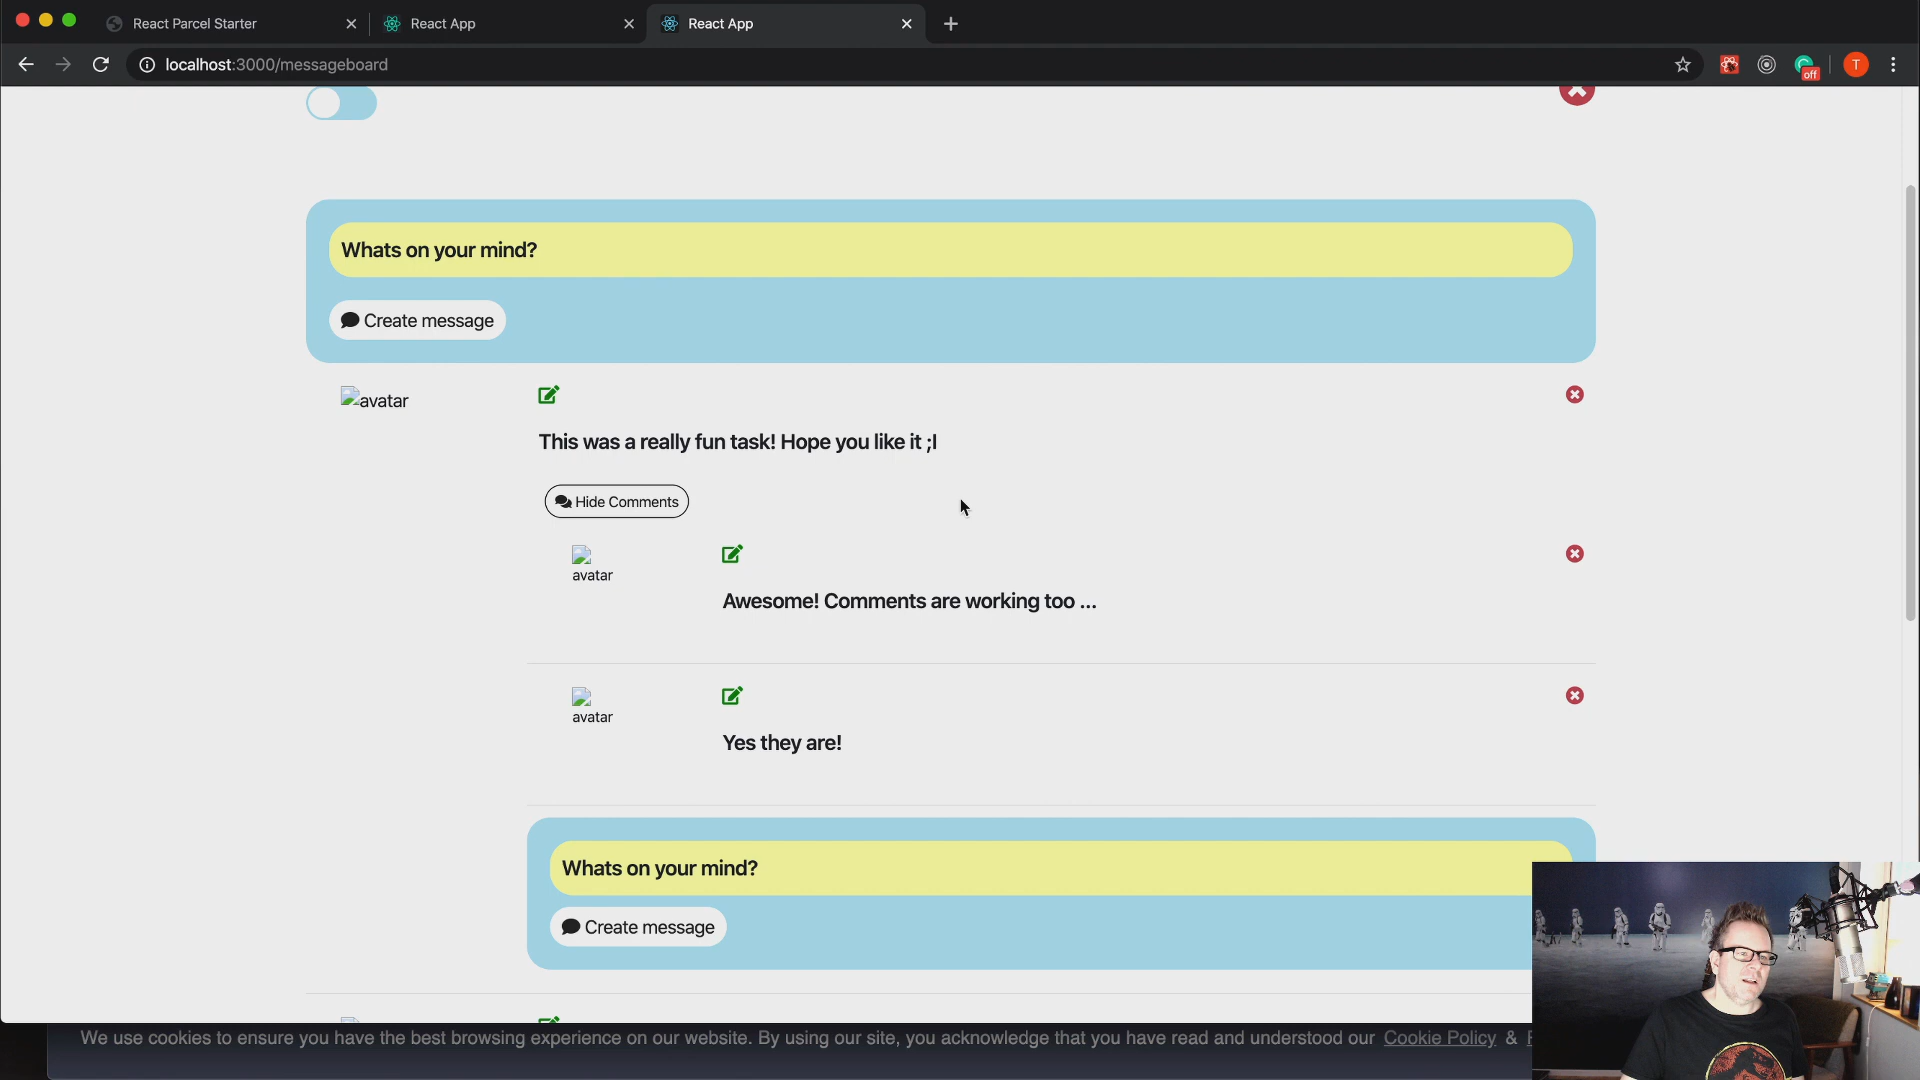 React Parcel Starter
React App
React App
localhost:3000/messageboard
off
T
Whats on your mind?
Create message
avatar
This was a really fun task! Hope you like it ;I
Hide Comments
avatar
Awesome! Comments are working too ...
avatar
Yes they are!
Whats on your mind?
Create message
We use cookies to ensure you have the best browsing experience on our website. By using our site, you acknowledge that you have read and understood our Cookie Policy &